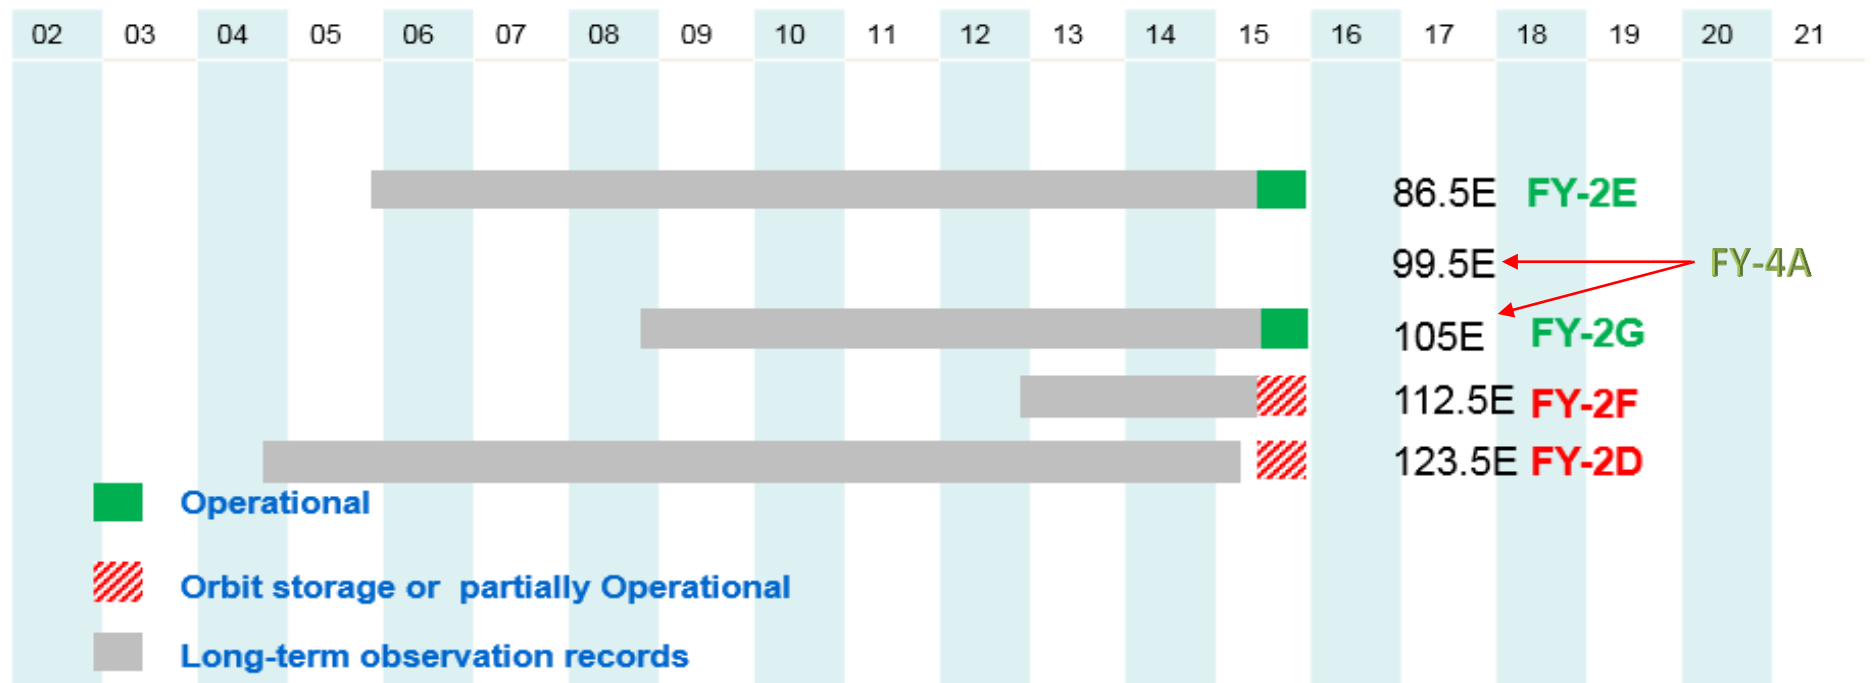 02 03 04 05 06 07 08 09 10 11 12 13 14 15 16 17 18 19 20 21
86.5E FY-2E
99.5E FY-4A
105E FY-2G
112.5E FY-2F
123.5E FY-2D
Operational
Orbit storage or partially Operational
Long-term observation records